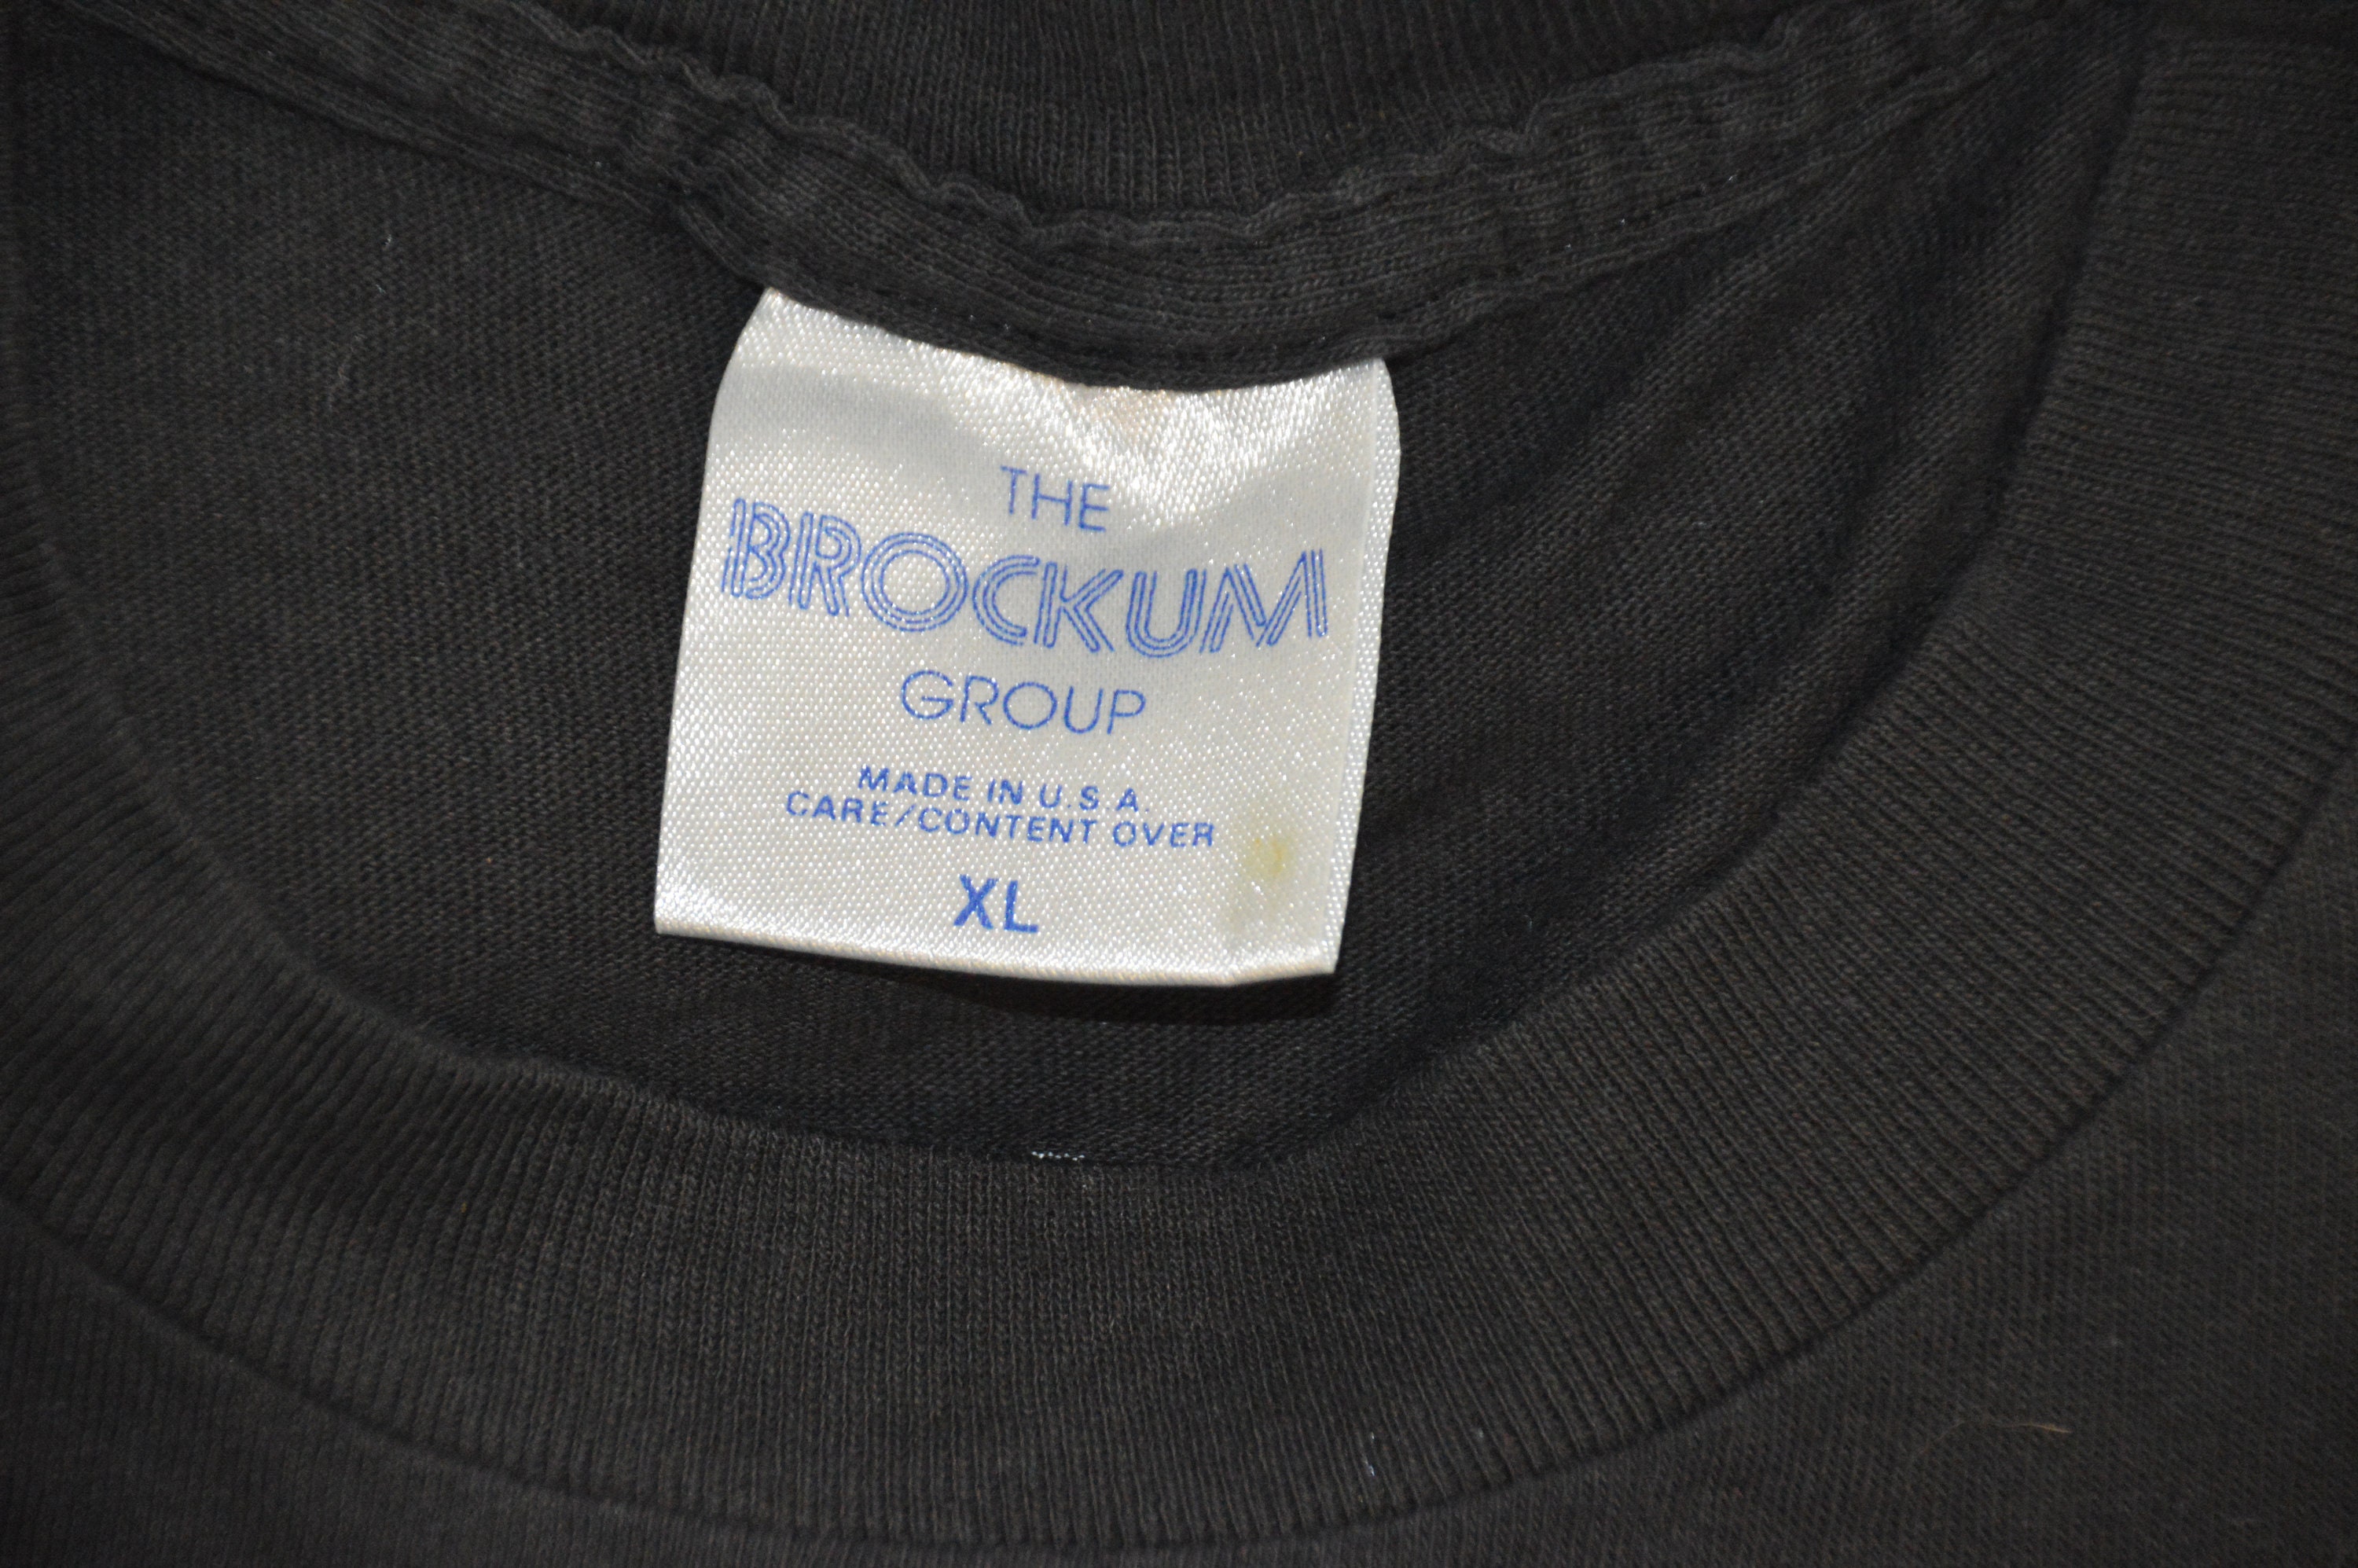 THE
BROCKUM
GROUP
MADE IN U.S A.
CARE/CONTENT OVER
XL